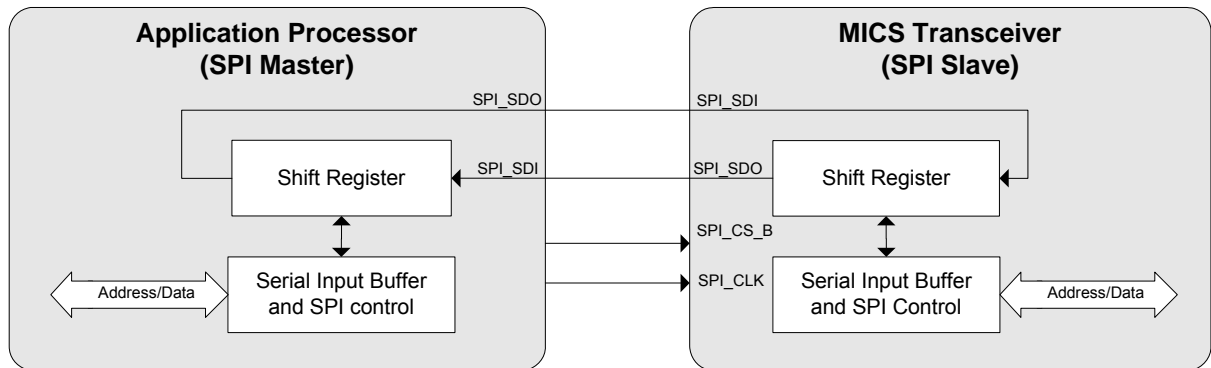 Application Processor
(SPI Master)
MICS Transceiver
(SPI Slave)
SPI_SDO
SPI_SDI
Shift Register
SPI_SDI
SPI_SDO
Shift Register
SPI_CS_B
SPI_CLK
Address/Data
Serial Input Buffer
and SPI control
Serial Input Buffer
and SPI Control
Address/Data